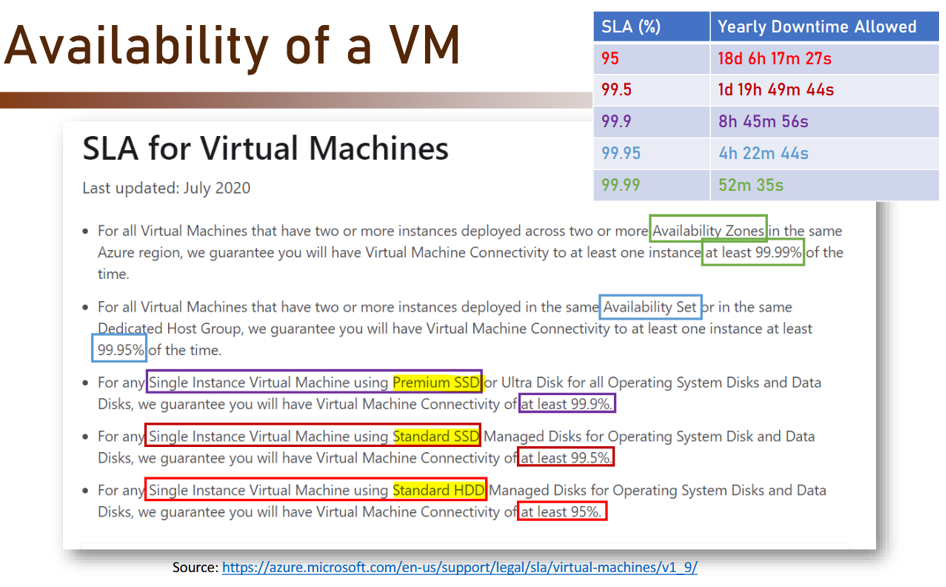 Availability of a VM
SLA (%) Yearly Downtime Allowed
95 18d 6h 17m 27s
99.5 1d 19h 49m 44s
99.9 8h 45m 56s
99.95 4h 22m 44s
99.99 52m 35s
SLA for Virtual Machines
Last updated: July 2020
• For all Virtual Machines that have two or more instances deployed across two or more Availability Zones in the same
Azure region, we guarantee you will have Virtual Machine Connectivity to at least one instance at least 99.99% of the
time.
• For all Virtual Machines that have two or more instances deployed in the same Availability Set or in the same
Dedicated Host Group, we guarantee you will have Virtual Machine Connectivity to at least one instance at least
99.95% of the time.
• For any Single Instance Virtual Machine using Premium SSD or Ultra Disk for all Operating System Disks and Data
Disks, we guarantee you will have Virtual Machine Connectivity of at least 99.9%.
• For any Single Instance Virtual Machine using Standard SSD Managed Disks for Operating System Disk and Data
Disks, we guarantee you will have Virtual Machine Connectivity of at least 99.5%.
• For any Single Instance Virtual Machine using Standard HDD Managed Disks for Operating System Disks and Data
Disks, we guarantee you will have Virtual Machine Connectivity of at least 95%.
Source: https://azure.microsoft.com/en-us/support/legal/sla/virtual-machines/v1_9/